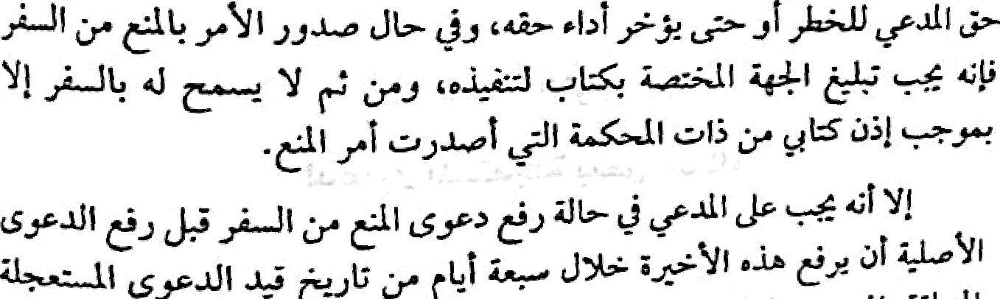 حق المدعي للخطر أو حتى يؤخر أداء حقه، وفي حال صدور الأمر بالمنع من السفر
فإنه يجب تبليغ الجهة المختصة بكتاب لتنفيذه، ومن ثم لا يسمح له بالسفر إلا
بموجب إذن كتابي من ذات المحكمة التي أصدرت أمر المنع.
إلا أنه يجب على المدعي في حالة رفع دعوى المنع من السفر قبل رفع الدعوى
الأصلية أن يرفع هذه الأخيرة خلال سبعة أيام من تاريخ قيد الدعوى المستعجلة